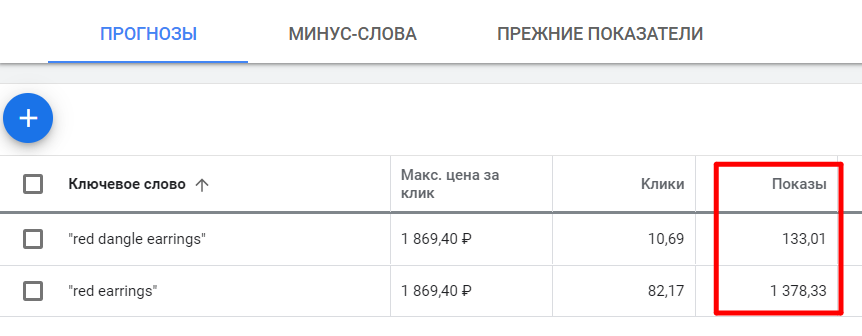 ПРОГНОЗЫ МИНУС-СЛОВА ПРЕЖНИЕ ПОКАЗАТЕЛИ
Ключевое слово Макс. цена за клик Клики Показы
"red dangle earrings" 1 869,40 ₽ 10,69 133,01
"red earrings" 1 869,40 ₽ 82,17 1 378,33